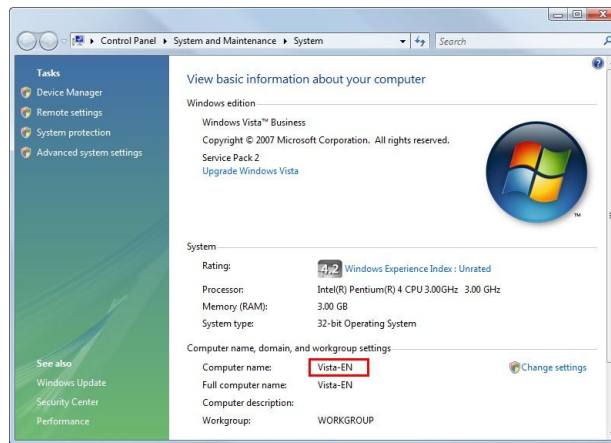 Control Panel ▸ System and Maintenance ▸ System
Search
Tasks
Device Manager
Remote settings
System protection
Advanced system settings
See also
Windows Update
Security Center
Performance
View basic information about your computer
Windows edition
Windows Vista™ Business
Copyright © 2007 Microsoft Corporation. All rights reserved.
Service Pack 2
Upgrade Windows Vista
TM
System
Rating: 4,2 Windows Experience Index : Unrated
Processor: Intel(R) Pentium(R) 4 CPU 3.00GHz 3.00 GHz
Memory (RAM): 3.00 GB
System type: 32-bit Operating System
Computer name, domain, and workgroup settings
Computer name: Vista-EN Change settings
Full computer name: Vista-EN
Computer description:
Workgroup: WORKGROUP